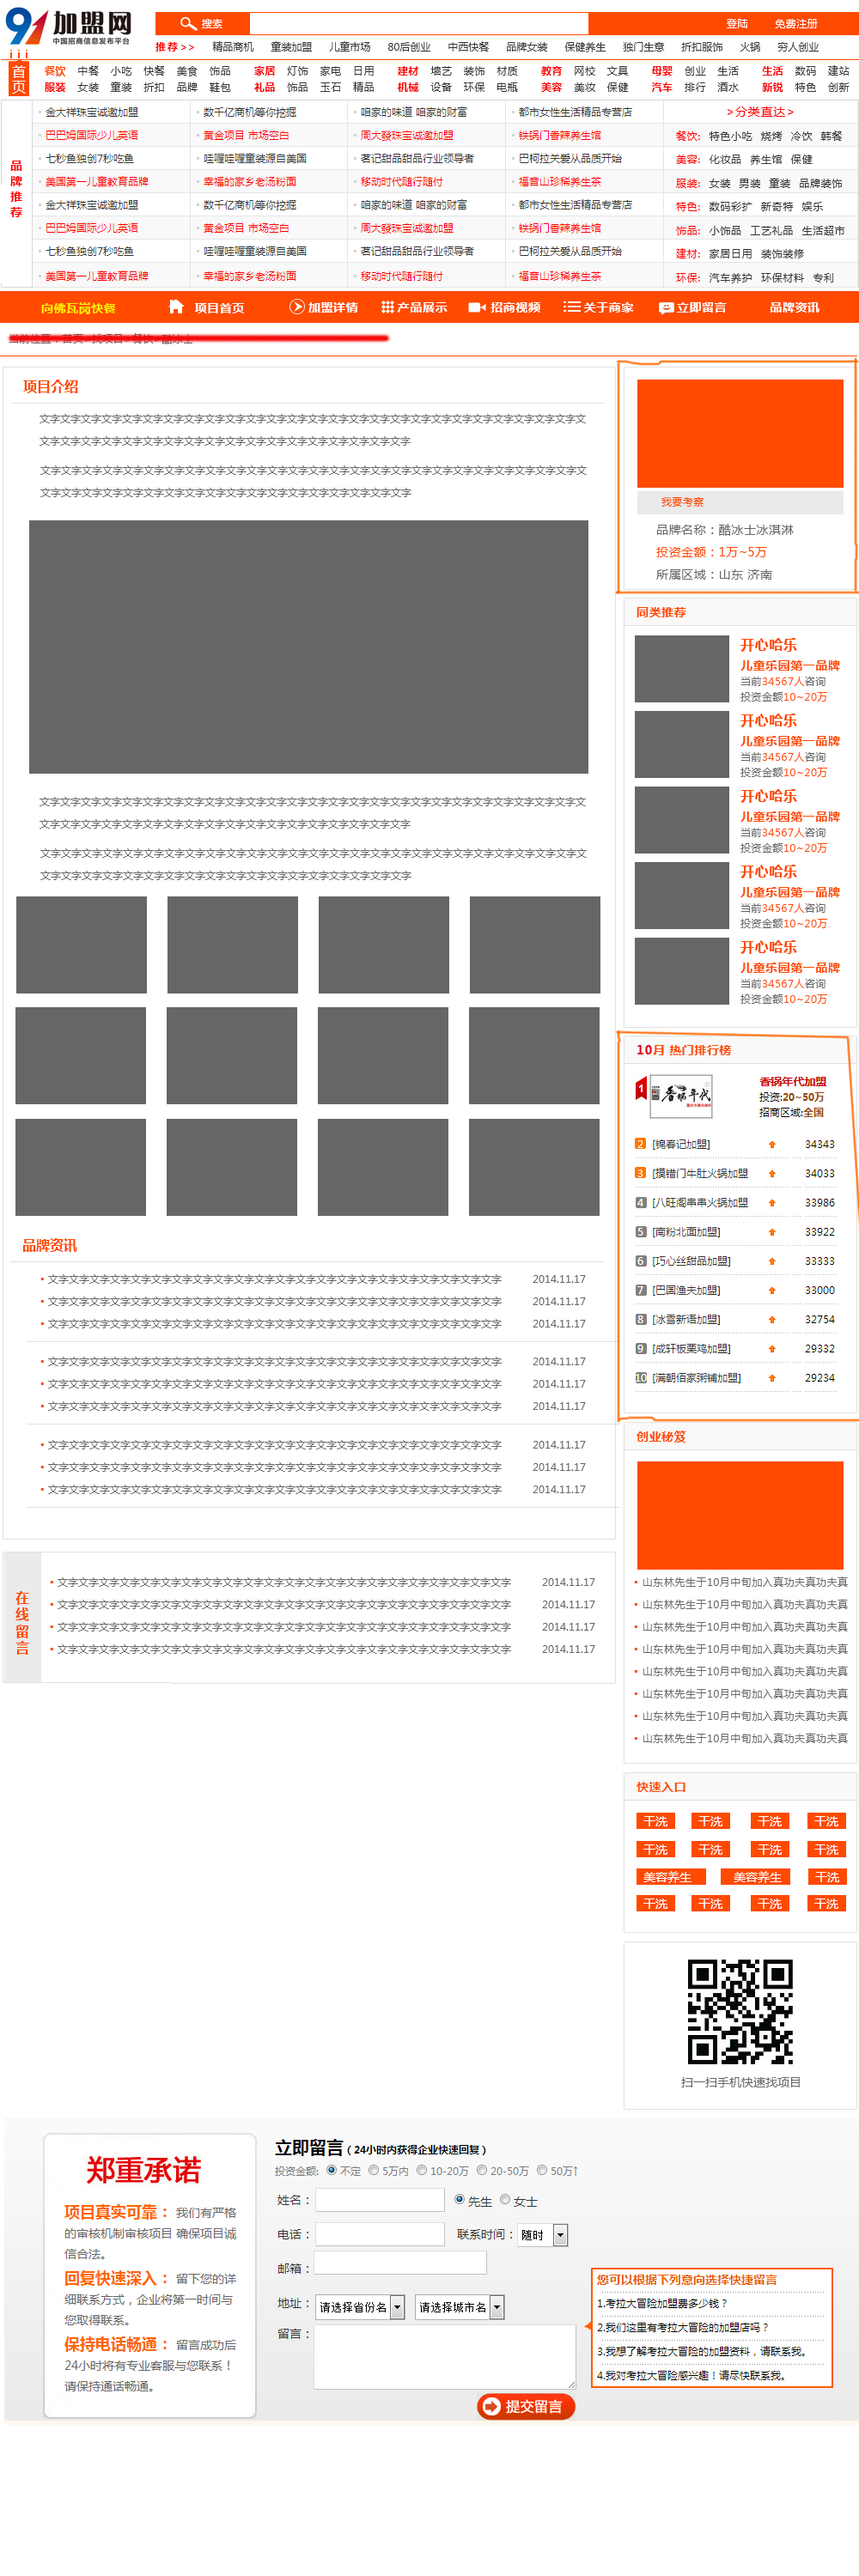 91加盟网
中国招商信息发布平台
搜索
登陆 免费注册
推荐>> 精品商机 童装加盟 儿童市场 80后创业 中西快餐 品牌女装 保健养生 独门生意 折扣服饰 火锅 穷人创业
首页
餐饮 中餐 小吃 快餐 美食 饰品 家居 灯饰 家电 日用 建材 墙艺 装饰 材质 教育 网校 文具 母婴 创业 生活 生活 数码 建站
服装 女装 童装 折扣 品牌 鞋包 礼品 饰品 玉石 精品 机械 设备 环保 电瓶 美容 美妆 保健 汽车 排行 酒水 新锐 特色 创新
品牌推荐
金大祥珠宝诚邀加盟 数千亿商机等你挖掘 咱家的味道 咱家的财富 都市女性生活精品专营店
巴巴姆国际少儿英语 黄金项目 市场空白 周大發珠宝诚邀加盟 铁锅门香辣养生馆
七秒鱼独创7秒吃鱼 哇喔哇喔童装源自美国 茗记甜品甜品行业领导者 巴柯拉关爱从品质开始
美国第一儿童教育品牌 幸福的家乡老汤粉面 移动时代随行随付 福音山珍稀养生茶
金大祥珠宝诚邀加盟 数千亿商机等你挖掘 咱家的味道 咱家的财富 都市女性生活精品专营店
巴巴姆国际少儿英语 黄金项目 市场空白 周大發珠宝诚邀加盟 铁锅门香辣养生馆
七秒鱼独创7秒吃鱼 哇喔哇喔童装源自美国 茗记甜品甜品行业领导者 巴柯拉关爱从品质开始
美国第一儿童教育品牌 幸福的家乡老汤粉面 移动时代随行随付 福音山珍稀养生茶
>分类直达>
餐饮: 特色小吃 烧烤 冷饮 韩餐
美容: 化妆品 养生馆 保健
服装: 女装 男装 童装 品牌装饰
特色: 数码彩扩 新奇特 娱乐
饰品: 小饰品 工艺礼品 生活超市
建材: 家居日用 装饰装修
环保: 汽车养护 环保材料 专利
向佛瓦岗快餐 项目首页 加盟详情 产品展示 招商视频 关于商家 立即留言 品牌资讯
项目介绍
文字文字文字文字文字文字文字文字文字文字文字文字文字文字文字文字文字文字文字文字文字文字文字文字文字文字文
文字文字文字文字文字文字文字文字文字文字文字文字文字文字文字文字文字文字
文字文字文字文字文字文字文字文字文字文字文字文字文字文字文字文字文字文字文字文字文字文字文字文字文字文字文
文字文字文字文字文字文字文字文字文字文字文字文字文字文字文字文字文字文字
文字文字文字文字文字文字文字文字文字文字文字文字文字文字文字文字文字文字文字文字文字文字文字文字文字文字文
文字文字文字文字文字文字文字文字文字文字文字文字文字文字文字文字文字文字
文字文字文字文字文字文字文字文字文字文字文字文字文字文字文字文字文字文字文字文字文字文字文字文字文字文字文
文字文字文字文字文字文字文字文字文字文字文字文字文字文字文字文字文字文字
品牌资讯
文字文字文字文字文字文字文字文字文字文字文字文字文字文字文字文字文字文字文字文字文字文字 2014.11.17
文字文字文字文字文字文字文字文字文字文字文字文字文字文字文字文字文字文字文字文字文字文字 2014.11.17
文字文字文字文字文字文字文字文字文字文字文字文字文字文字文字文字文字文字文字文字文字文字 2014.11.17
文字文字文字文字文字文字文字文字文字文字文字文字文字文字文字文字文字文字文字文字文字文字 2014.11.17
文字文字文字文字文字文字文字文字文字文字文字文字文字文字文字文字文字文字文字文字文字文字 2014.11.17
文字文字文字文字文字文字文字文字文字文字文字文字文字文字文字文字文字文字文字文字文字文字 2014.11.17
文字文字文字文字文字文字文字文字文字文字文字文字文字文字文字文字文字文字文字文字文字文字 2014.11.17
文字文字文字文字文字文字文字文字文字文字文字文字文字文字文字文字文字文字文字文字文字文字 2014.11.17
文字文字文字文字文字文字文字文字文字文字文字文字文字文字文字文字文字文字文字文字文字文字 2014.11.17
在线留言
文字文字文字文字文字文字文字文字文字文字文字文字文字文字文字文字文字文字文字文字文字文字 2014.11.17
文字文字文字文字文字文字文字文字文字文字文字文字文字文字文字文字文字文字文字文字文字文字 2014.11.17
文字文字文字文字文字文字文字文字文字文字文字文字文字文字文字文字文字文字文字文字文字文字 2014.11.17
文字文字文字文字文字文字文字文字文字文字文字文字文字文字文字文字文字文字文字文字文字文字 2014.11.17
我要考察
品牌名称：酷冰士冰淇淋
投资金额：1万~5万
所属区域：山东 济南
同类推荐
开心哈乐
儿童乐园第一品牌
当前34567人咨询
投资金额10~20万
开心哈乐
儿童乐园第一品牌
当前34567人咨询
投资金额10~20万
开心哈乐
儿童乐园第一品牌
当前34567人咨询
投资金额10~20万
开心哈乐
儿童乐园第一品牌
当前34567人咨询
投资金额10~20万
开心哈乐
儿童乐园第一品牌
当前34567人咨询
投资金额10~20万
10月 热门排行榜
1 香锅年代 香锅年代加盟
投资:20~50万
招商区域:全国
2 [锦春记加盟] 34343
3 [摸错门牛肚火锅加盟 34033
4 [八旺阁串串火锅加盟 33986
5 [南粉北面加盟] 33922
6 [巧心丝甜品加盟] 33333
7 [巴国渔夫加盟] 33000
8 [冰雪新语加盟] 32754
9 [成轩板栗鸡加盟] 29332
10 [满朝佰家粥铺加盟] 29234
创业秘笈
山东林先生于10月中旬加入真功夫真功夫真
山东林先生于10月中旬加入真功夫真功夫真
山东林先生于10月中旬加入真功夫真功夫真
山东林先生于10月中旬加入真功夫真功夫真
山东林先生于10月中旬加入真功夫真功夫真
山东林先生于10月中旬加入真功夫真功夫真
山东林先生于10月中旬加入真功夫真功夫真
山东林先生于10月中旬加入真功夫真功夫真
快速入口
干洗 干洗 干洗 干洗
干洗 干洗 干洗 干洗
美容养生 美容养生 干洗
干洗 干洗 干洗 干洗
扫一扫手机快速找项目
郑重承诺
项目真实可靠： 我们有严格
的审核机制审核项目 确保项目诚
信合法。
回复快速深入： 留下您的详
细联系方式，企业将第一时间与
您取得联系。
保持电话畅通： 留言成功后
24小时将有专业客服与您联系！
请保持通话畅通。
立即留言（24小时内获得企业快速回复）
投资金额: 不定 5万内 10-20万 20-50万 50万↑
姓名： 先生 女士
电话： 联系时间： 随时
邮箱：
地址： 请选择省份名 请选择城市名
留言：
提交留言
您可以根据下列意向选择快捷留言
1.考拉大冒险加盟费多少钱？
2.我们这里有考拉大冒险的加盟店吗？
3.我想了解考拉大冒险的加盟资料，请联系我。
4.我对考拉大冒险感兴趣！请尽快联系我。